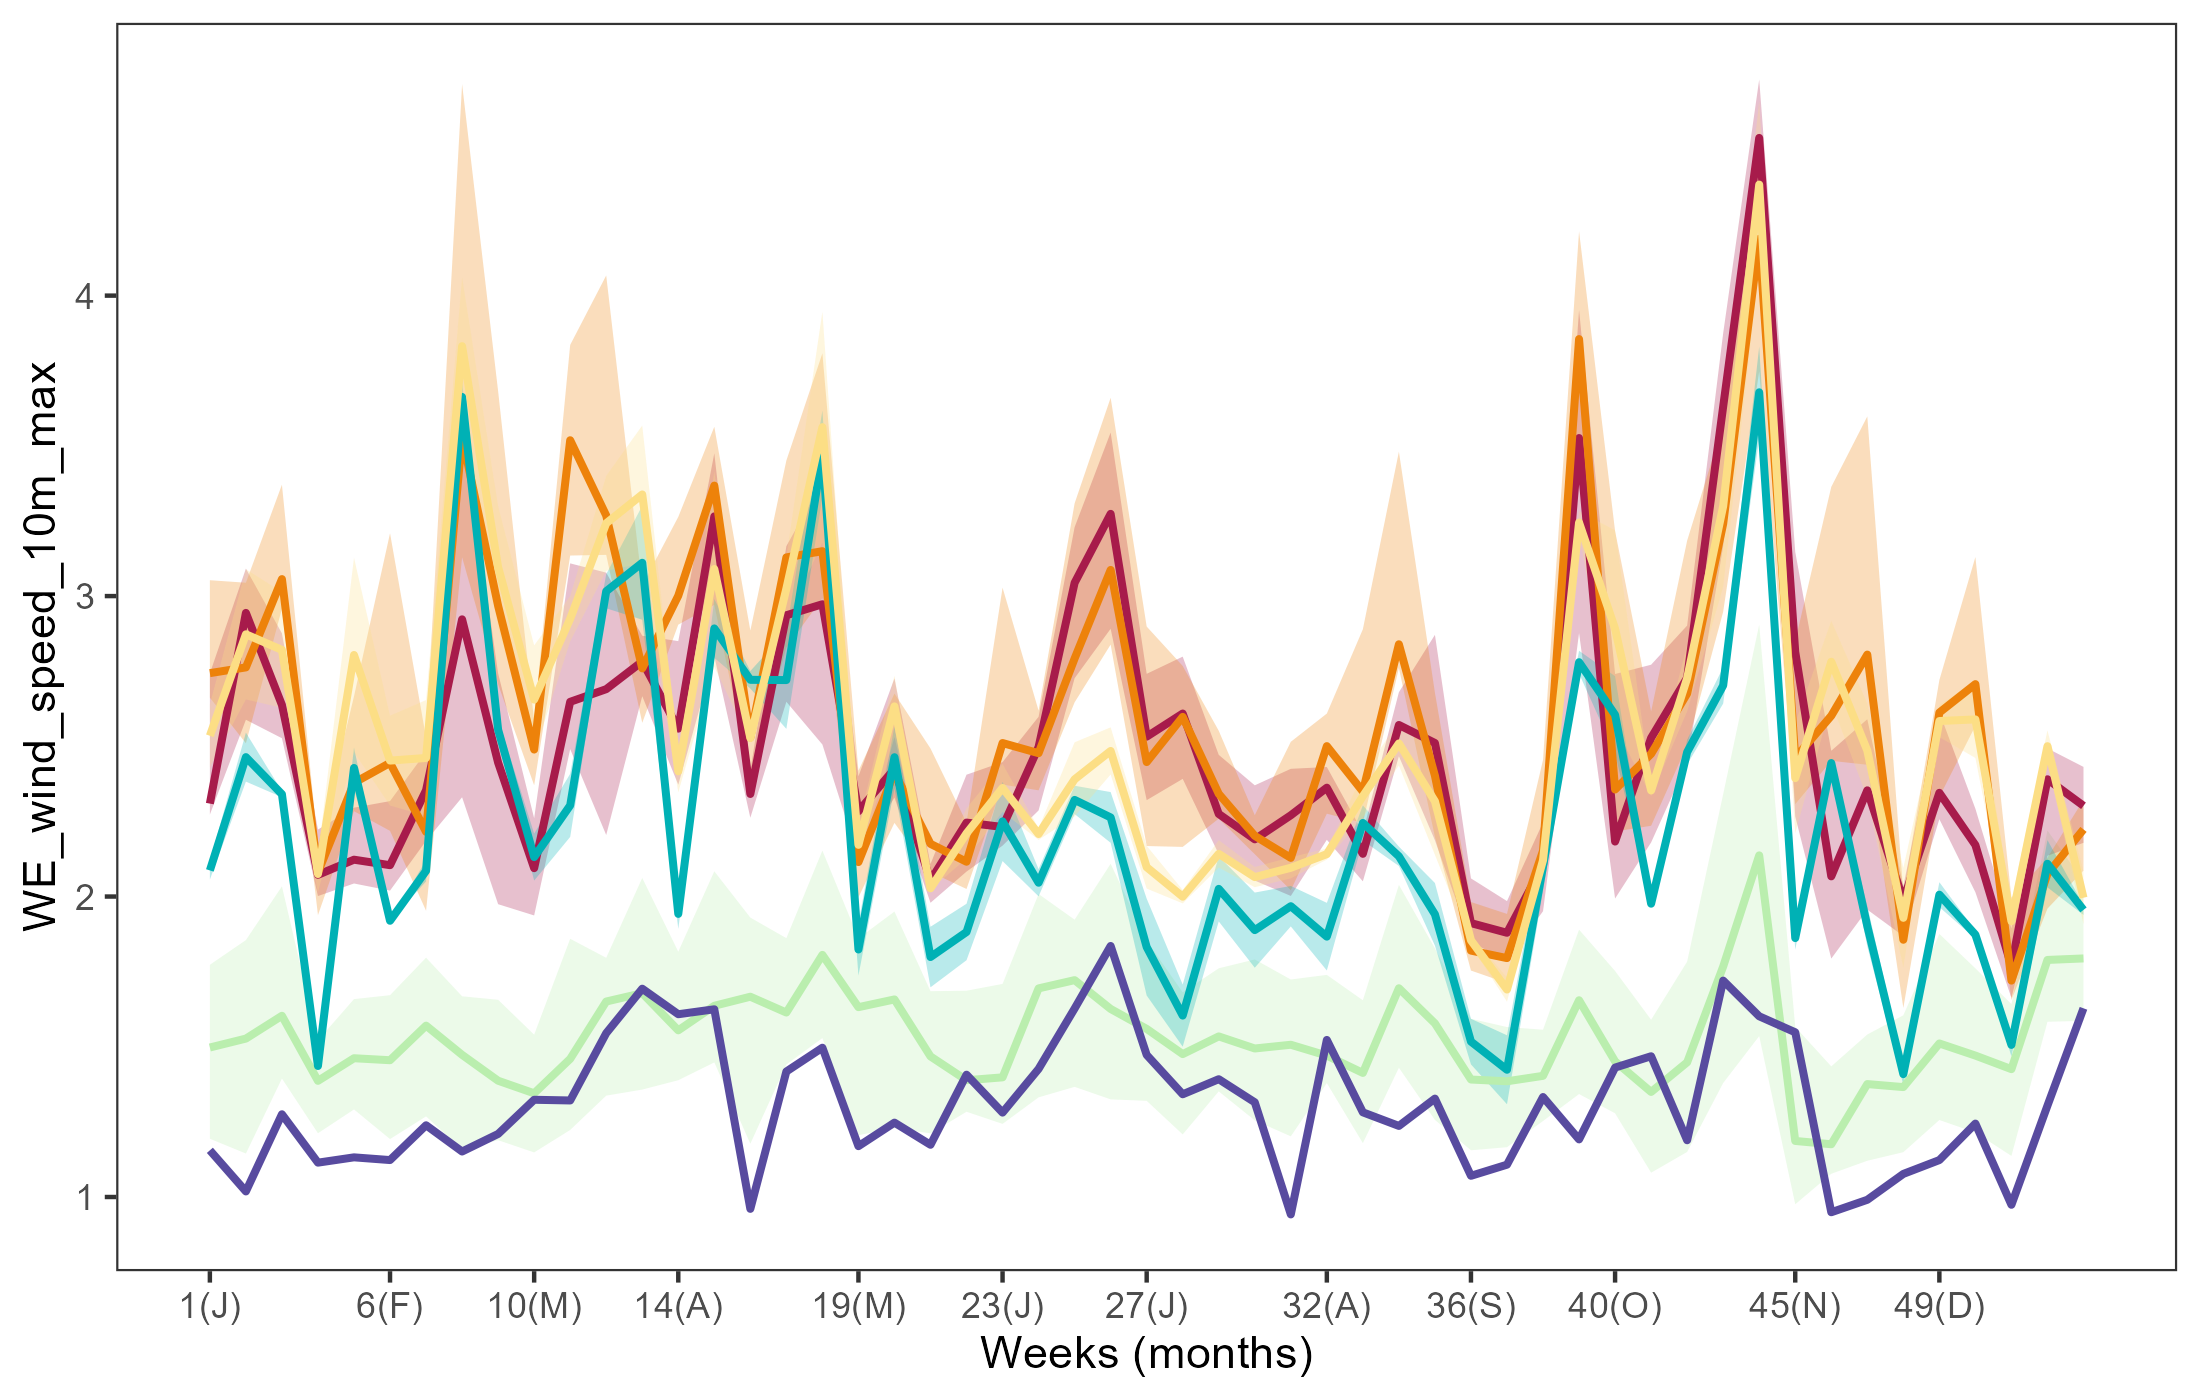 WE_wind_speed_10m_max
4
3
2
1
1(J) 6(F) 10(M) 14(A) 19(M) 23(J) 27(J) 32(A) 36(S) 40(O) 45(N) 49(D)
Weeks (months)